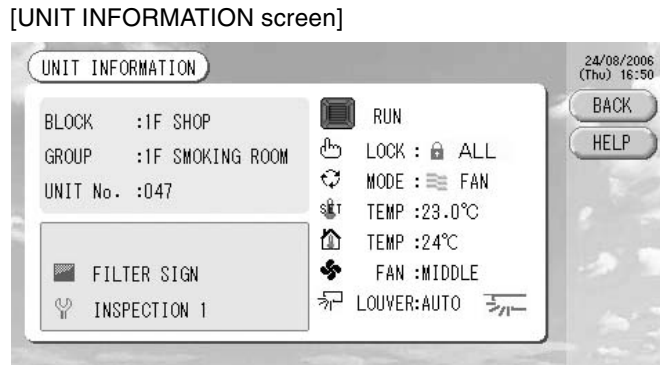 [UNIT INFORMATION screen]
UNIT INFORMATION
24/08/2006
(Thu) 16:50
BACK
HELP
BLOCK :1F SHOP
GROUP :1F SMOKING ROOM
UNIT No. :047
FILTER SIGN
INSPECTION 1
RUN
LOCK : ALL
MODE : FAN
SET TEMP :23.0℃
TEMP :24℃
FAN :MIDDLE
LOUVER:AUTO